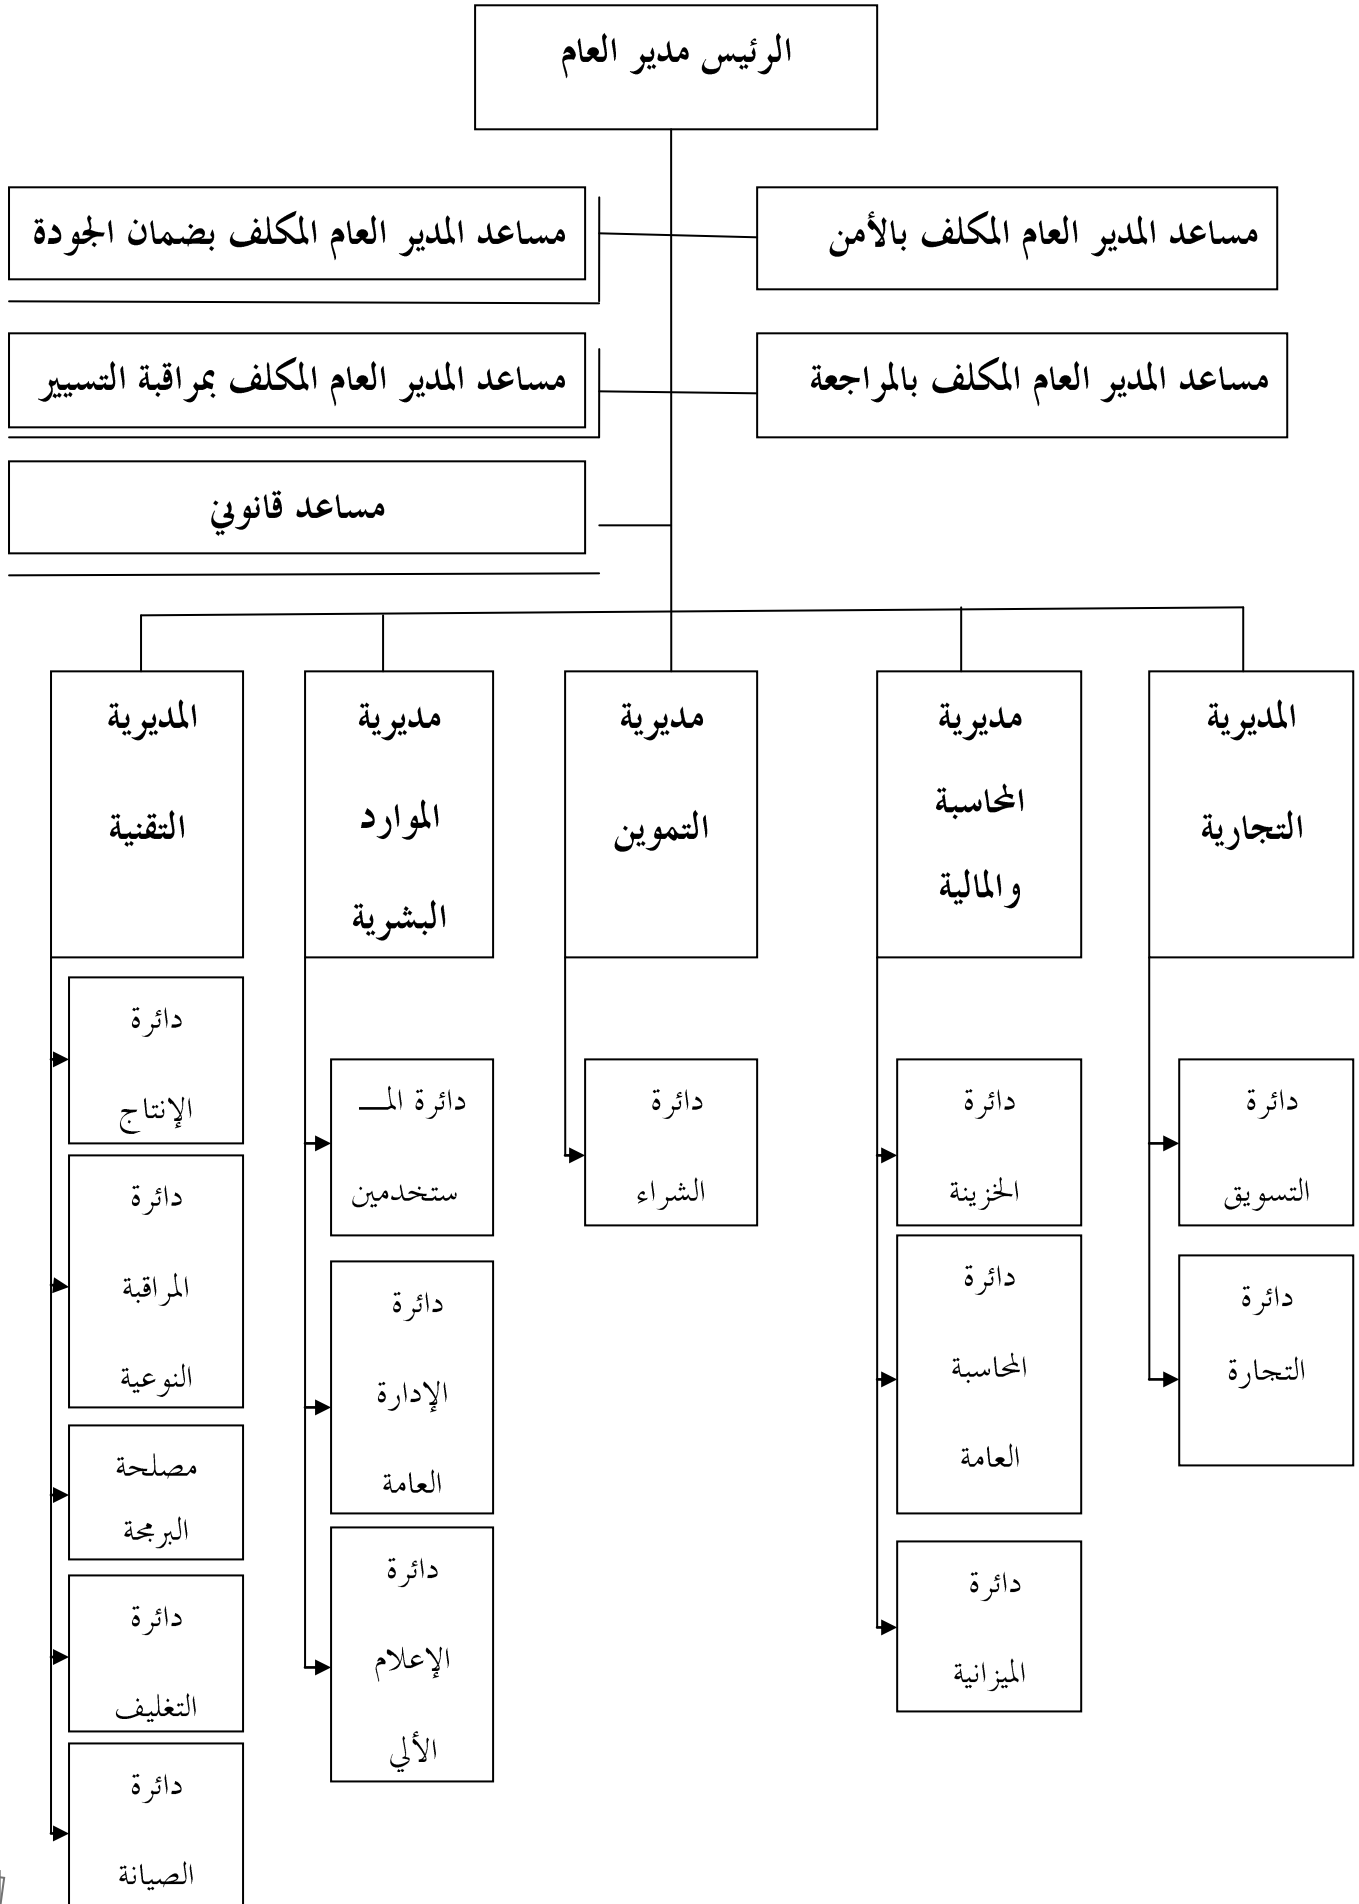 الرئيس مدير العام
مساعد المدير العام المكلف بالأمن
مساعد المدير العام المكلف بضمان الجودة
مساعد المدير العام المكلف بالمراجعة
مساعد المدير العام المكلف بمراقبة التسيير
مساعد قانوني
المديرية
التجارية
دائرة
التسويق
دائرة
التجارة
مديرية
المحاسبة
والمالية
دائرة
الخزينة
دائرة
المحاسبة
العامة
دائرة
الميزانية
مديرية
التموين
دائرة
الشراء
مديرية
الموارد
البشرية
دائرة المـــ
ستخدمين
دائرة
الإدارة
العامة
دائرة
الإعلام
الألي
المديرية
التقنية
دائرة
الإنتاج
دائرة
المراقبة
النوعية
مصلحة
البرمجة
دائرة
التغليف
دائرة
الصيانة